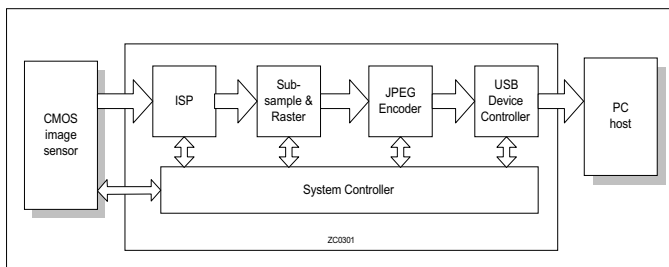 CMOS
image
sensor
ISP
Sub-
sample &
Raster
JPEG
Encoder
USB
Device
Controller
PC
host
System Controller
ZC0301